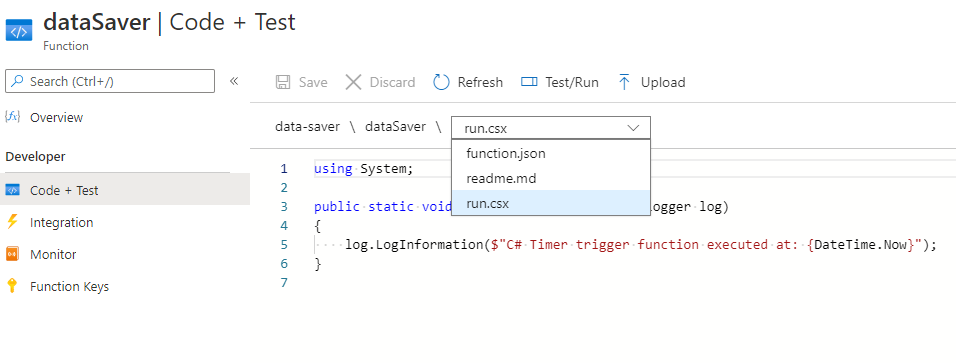 dataSaver | Code + Test
Function
Search (Ctrl+/)
«
Overview
Developer
Code + Test
Integration
Monitor
Function Keys
Save
Discard
Refresh
Test/Run
Upload
data-saver \ dataSaver \ run.csx
function.json
readme.md
run.csx
1 using System;
2
3 public static void ogger log)
4 {
5 log.LogInformation($"C# Timer trigger function executed at: {DateTime.Now}");
6 }
7